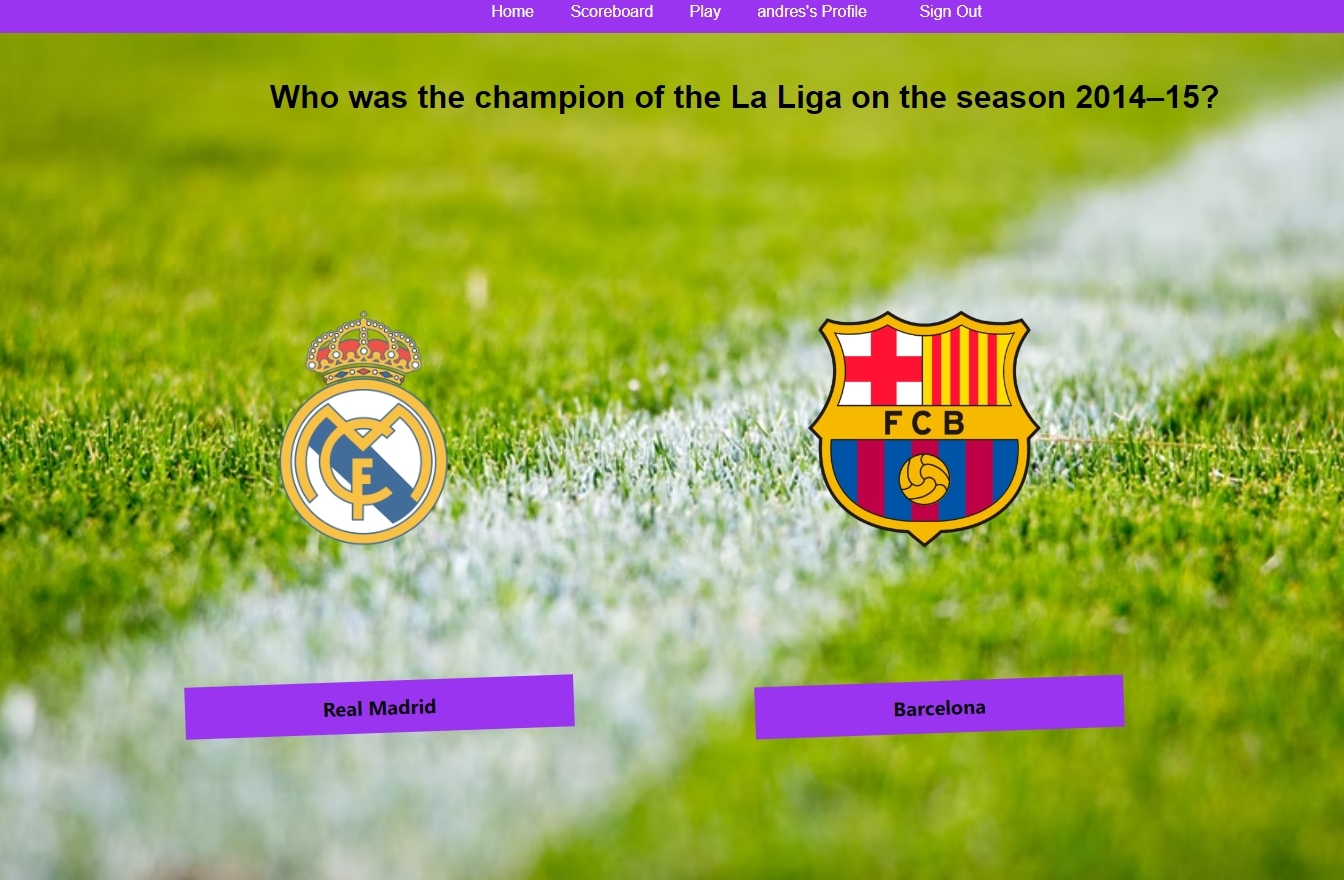 Home Scoreboard Play andres's Profile Sign Out
Who was the champion of the La Liga on the season 2014–15?
FCB
Real Madrid
Barcelona